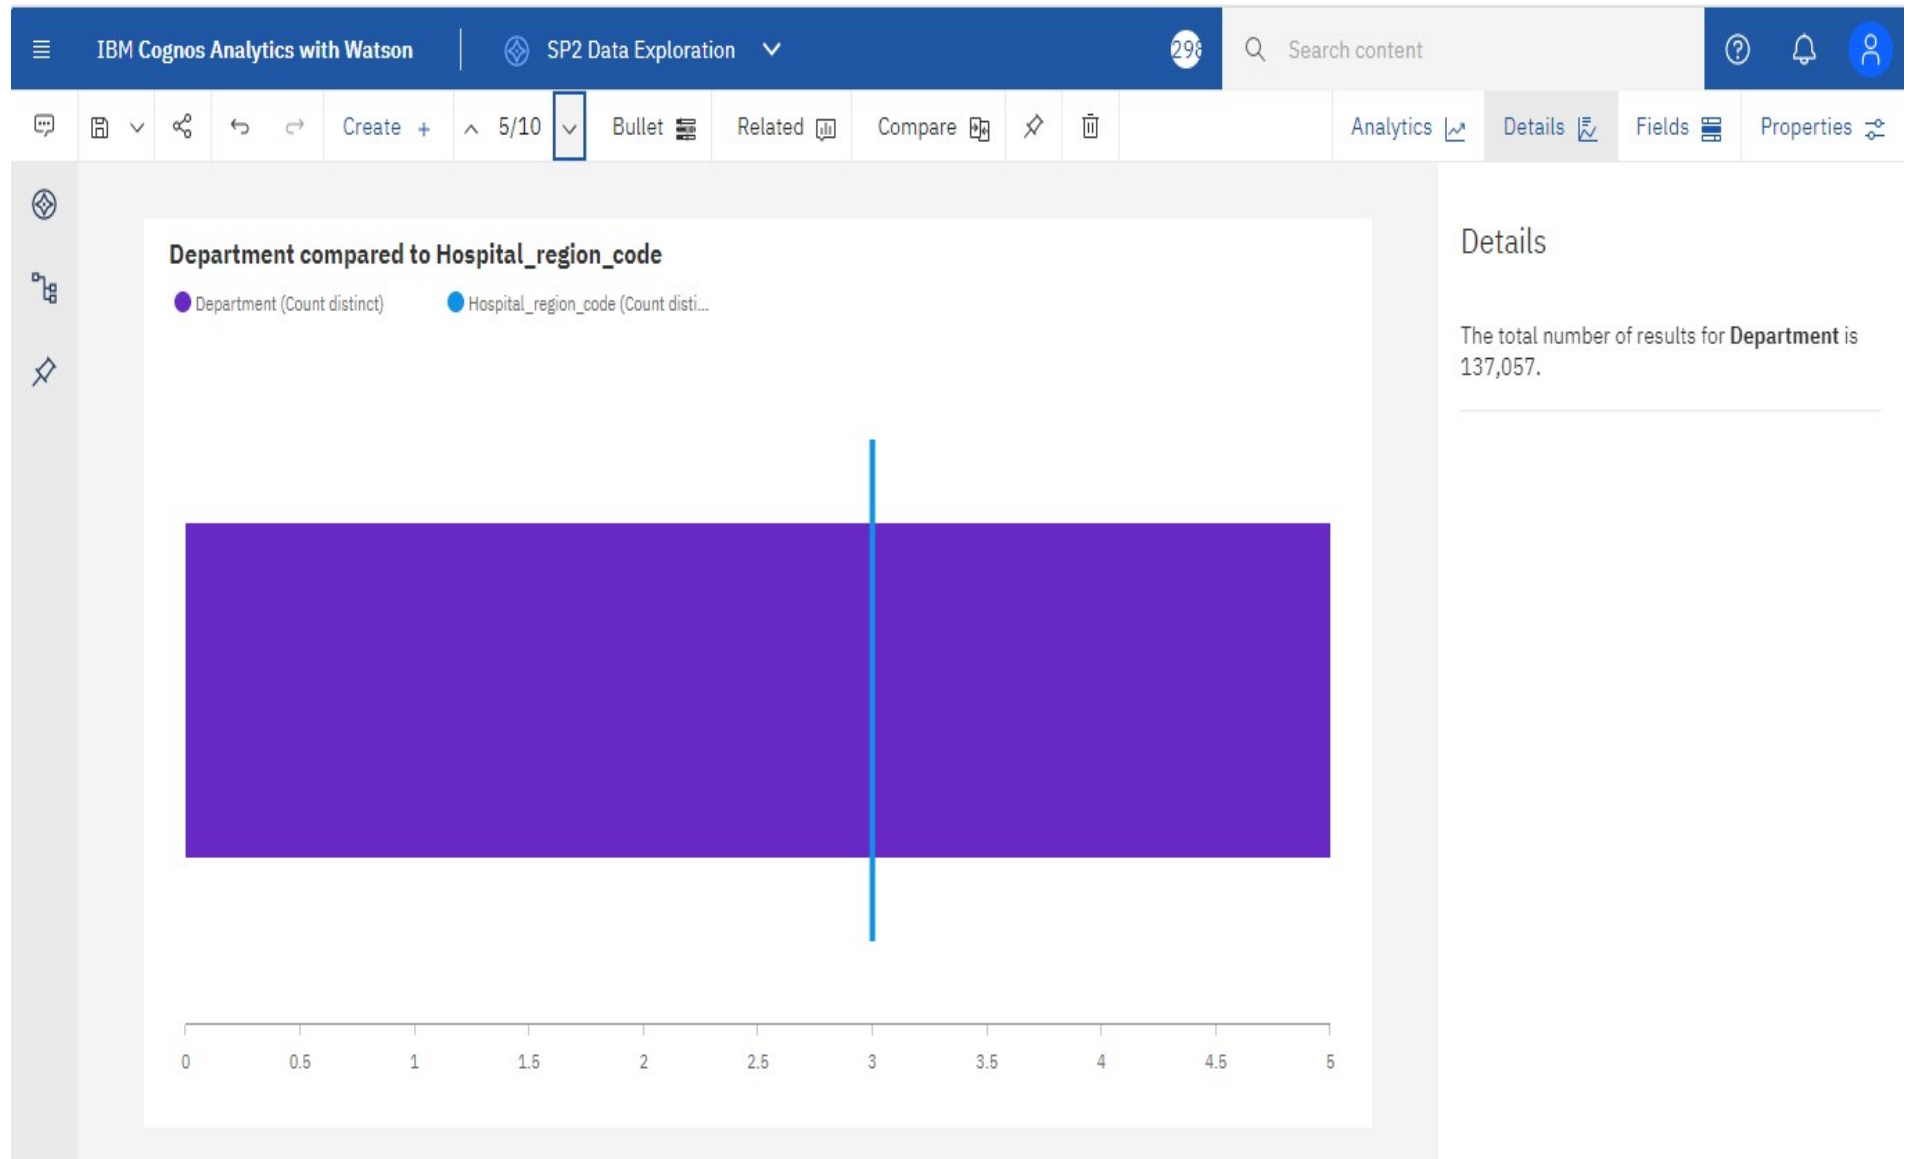 IBM Cognos Analytics with Watson
SP2 Data Exploration
298
Search content
Create +
5/10
Bullet
Related
Compare
Analytics
Details
Fields
Properties
Department compared to Hospital_region_code
Department (Count distinct)
Hospital_region_code (Count disti...
0 0.5 1 1.5 2 2.5 3 3.5 4 4.5 5
Details
The total number of results for Department is
137,057.